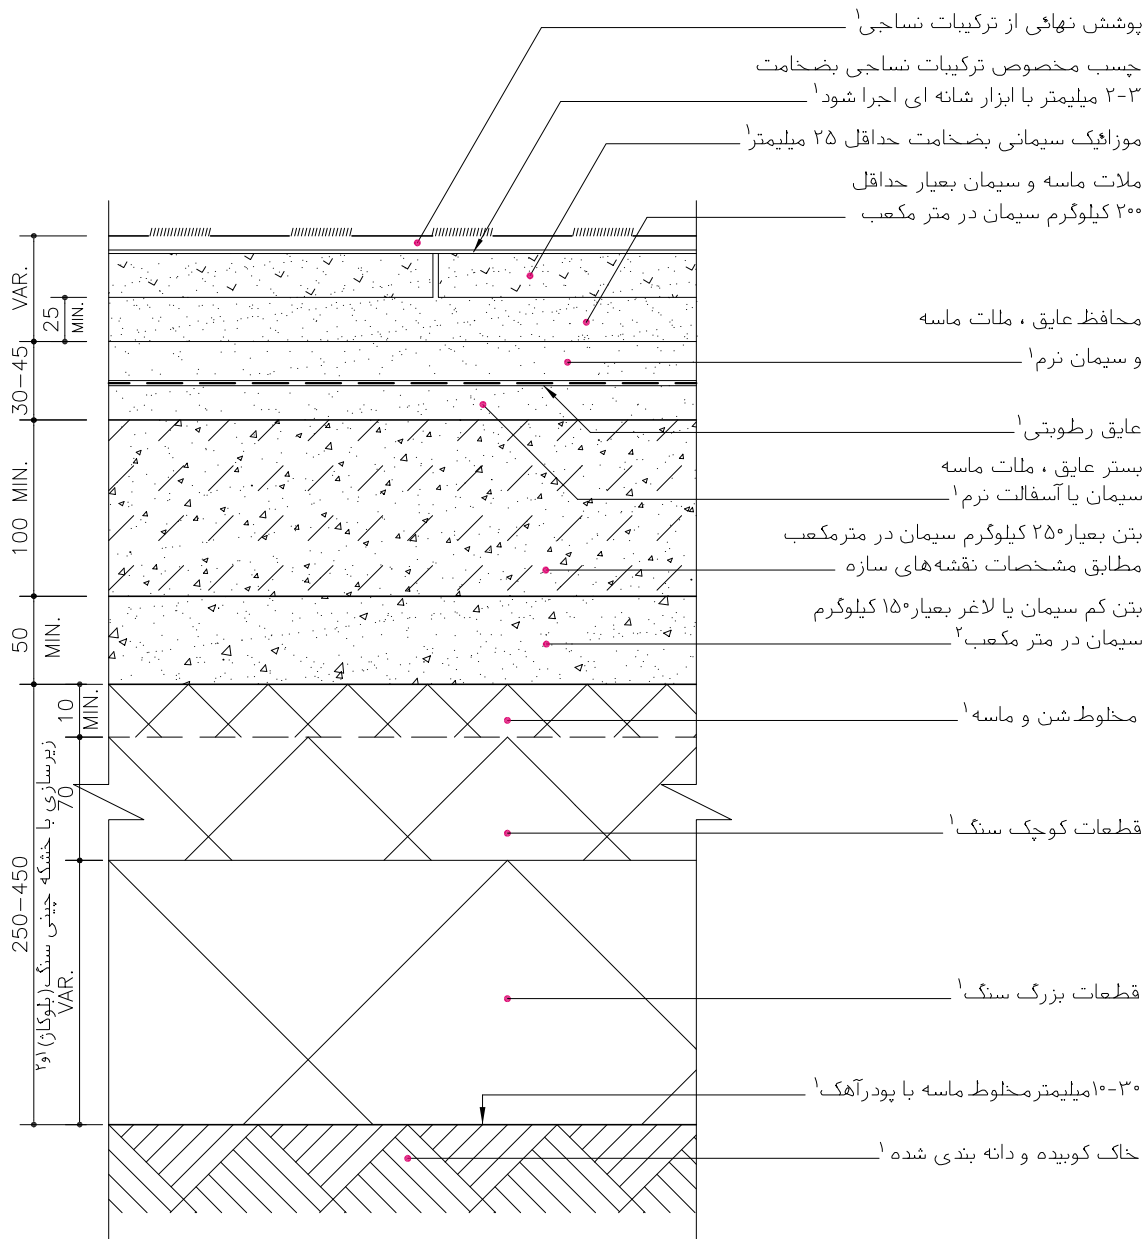 پوشش نهائی از ترکیبات نساجی۱
چسب مخصوص ترکیبات نساجی بضخامت
۲-۳ میلیمتر با ابزار شانه ای اجرا شود۱
موزائیک سیمانی بضخامت حداقل ۲۵ میلیمتر۱
ملات ماسه و سیمان بعیار حداقل
۲۰۰ کیلوگرم سیمان در متر مکعب
محافظ عایق ، ملات ماسه
و سیمان نرم۱
عایق رطوبتی۱
بستر عایق ، ملات ماسه
سیمان یا آسفالت نرم۱
بتن بعیار۲۵۰ کیلوگرم سیمان در مترمکعب
مطابق مشخصات نقشه های سازه
بتن کم سیمان یا لاغر بعیار۱۵۰ کیلوگرم
سیمان در متر مکعب۲
مخلوط شن و ماسه۱
قطعات کوچک سنگ۱
قطعات بزرگ سنگ۱
۱۰-۳۰میلیمترمخلوط ماسه با پودرآهک۱
خاک کوبیده و دانه بندی شده۱
VAR.
25
MIN.
30-45
100 MIN.
50
MIN.
10
MIN.
70
250-450
زیرسازی با خشکه چینی سنگ(بلوکاژ) ۱و۲
VAR.